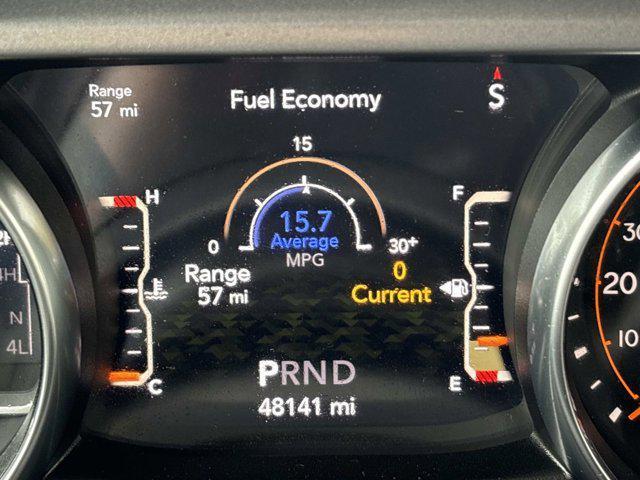 Range
57 mi
Fuel Economy
S
15
H
F
15.7
Average
MPG
0
30+
Range
57 mi
0
Current
C
E
PRND
48141 mi
4H
N
4L
30
20
10